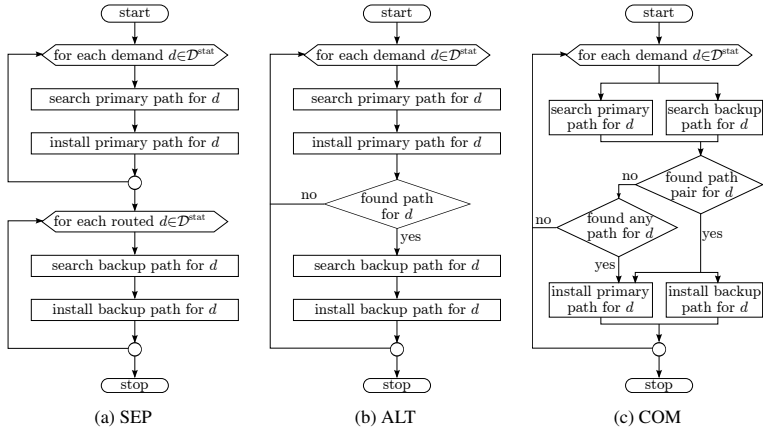 start
for each demand d∈𝒟ˢᵗᵃᵗ
search primary path for d
install primary path for d
for each routed d∈𝒟ˢᵗᵃᵗ
search backup path for d
install backup path for d
stop
(a) SEP
start
for each demand d∈𝒟ˢᵗᵃᵗ
search primary path for d
install primary path for d
found path
for d
no
yes
search backup path for d
install backup path for d
stop
(b) ALT
start
for each demand d∈𝒟ˢᵗᵃᵗ
search primary
path for d
search backup
path for d
found path
pair for d
no
found any
path for d
no
yes
yes
install primary
path for d
install backup
path for d
stop
(c) COM